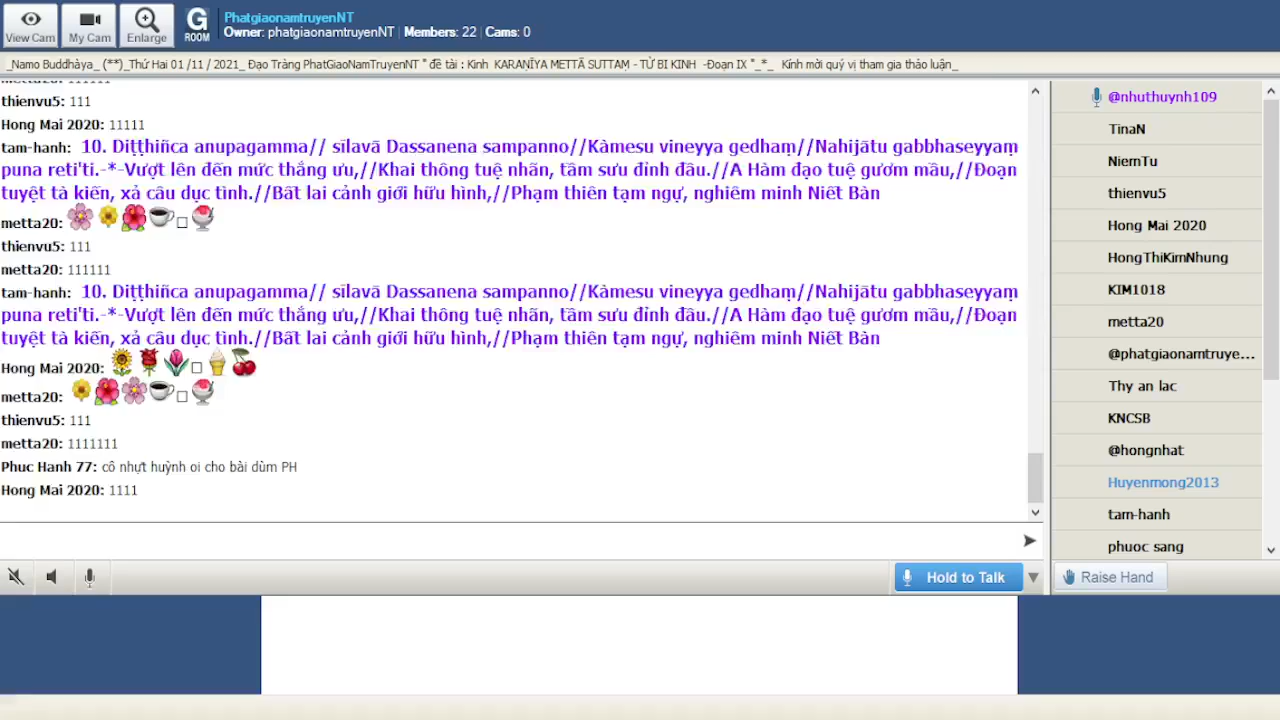 View Cam
My Cam
Enlarge
G
ROOM
PhatgiaonamtruyenNT
Owner: phatgiaonamtruyenNT | Members: 22 | Cams: 0
_Namo Buddhàya_ (**)_Thứ Hai 01 /11 / 2021_ Đạo Tràng PhatGiaoNamTruyenNT " đề tài : Kinh KARAṆĪYA METTĀ SUTTAṂ - TỪ BI KINH -Đoạn IX "_*_ Kính mời quý vị tham gia thảo luận_
thienvu5: 111
Hong Mai 2020: 11111
tam-hanh: 10. Diṭṭhiñca anupagamma// sīlavā Dassanena sampanno//Kàmesu vineyya gedhaṃ//Nahijātu gabbhaseyyaṃ
puna reti'ti.-*-Vượt lên đến mức thắng ưu,//Khai thông tuệ nhãn, tầm sưu đỉnh đầu.//A Hàm đạo tuệ gươm mầu,//Đoạn
tuyệt tà kiến, xả câu dục tình.//Bất lai cảnh giới hữu hình,//Phạm thiên tạm ngự, nghiêm minh Niết Bàn
metta20:
thienvu5: 111
metta20: 111111
tam-hanh: 10. Diṭṭhiñca anupagamma// sīlavā Dassanena sampanno//Kàmesu vineyya gedhaṃ//Nahijātu gabbhaseyyaṃ
puna reti'ti.-*-Vượt lên đến mức thắng ưu,//Khai thông tuệ nhãn, tầm sưu đỉnh đầu.//A Hàm đạo tuệ gươm mầu,//Đoạn
tuyệt tà kiến, xả câu dục tình.//Bất lai cảnh giới hữu hình,//Phạm thiên tạm ngự, nghiêm minh Niết Bàn
Hong Mai 2020:
metta20:
thienvu5: 111
metta20: 1111111
Phuc Hanh 77: cô nhựt huỳnh oi cho bài dùm PH
Hong Mai 2020: 1111
Hold to Talk
@nhuthuynh109
TinaN
NiemTu
thienvu5
Hong Mai 2020
HongThiKimNhung
KIM1018
metta20
@phatgiaonamtruye...
Thy an lac
KNCSB
@hongnhat
Huyenmong2013
tam-hanh
phuoc sang
Raise Hand